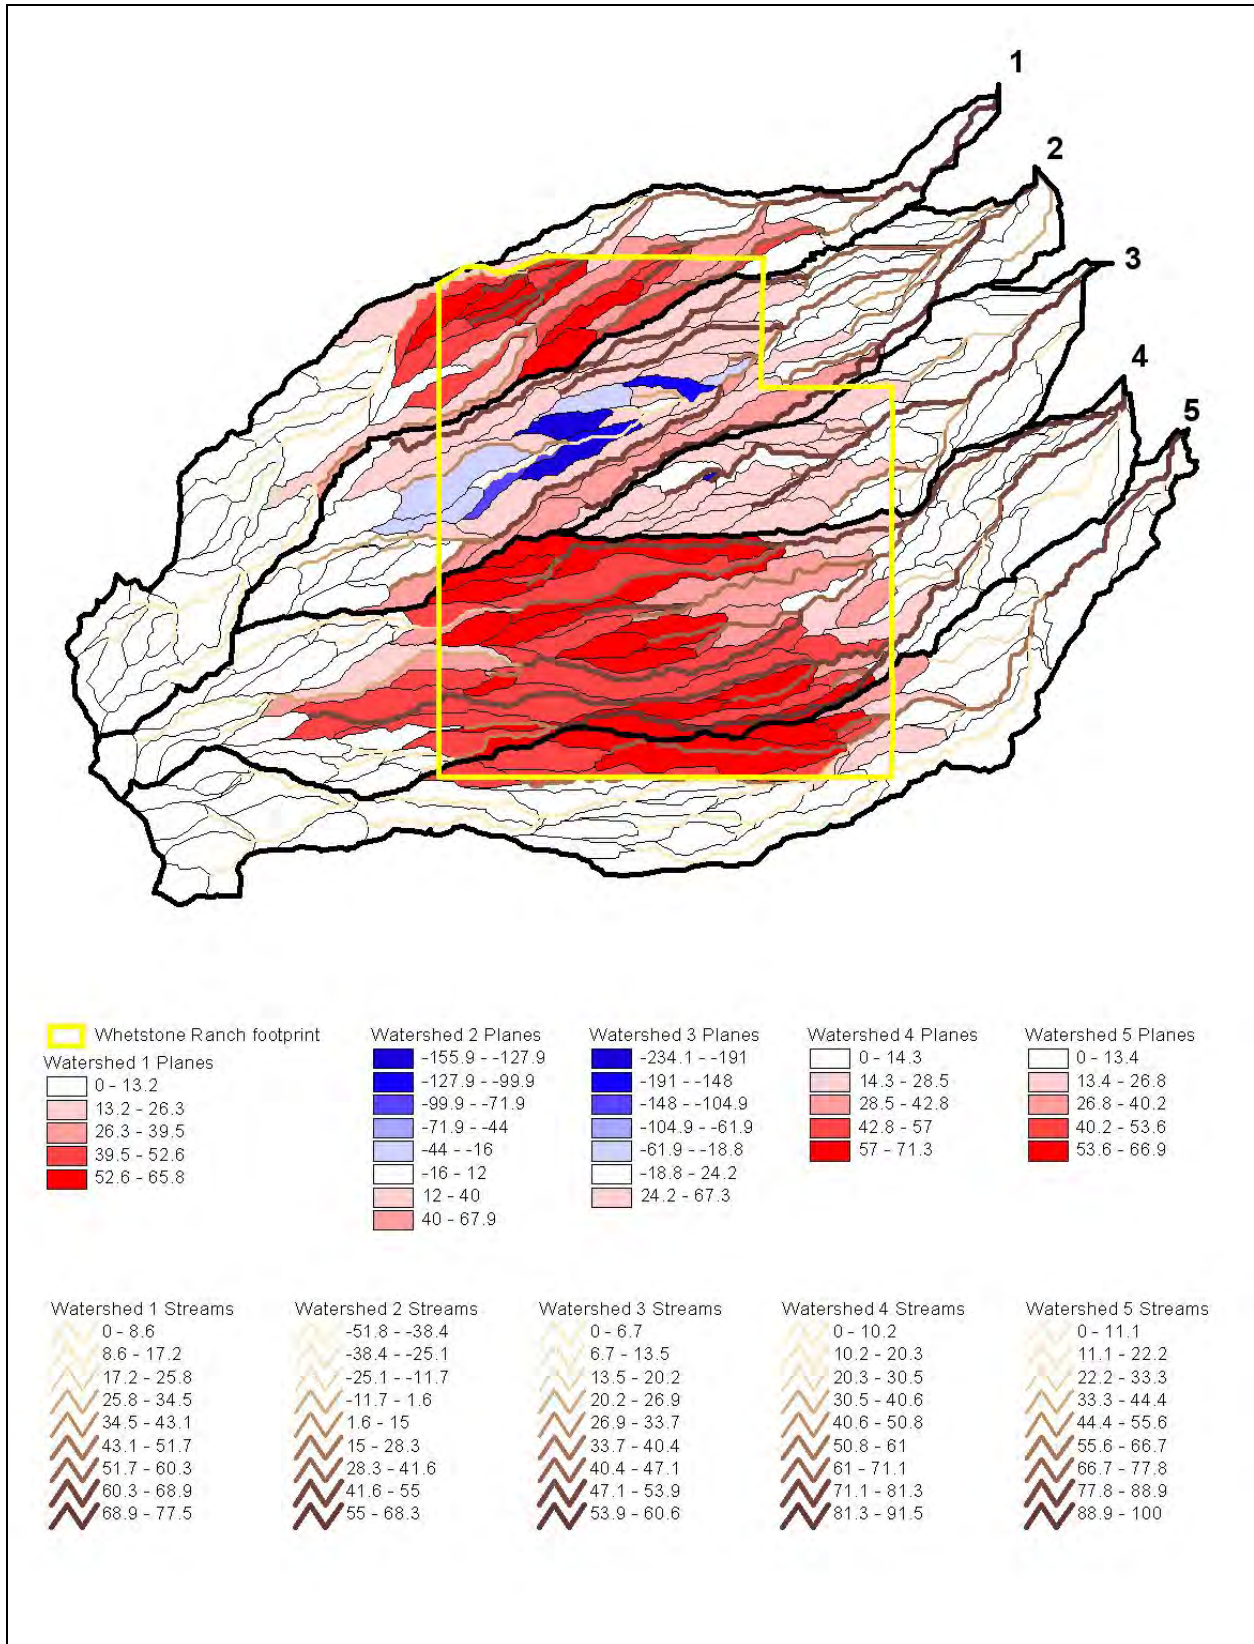 1
2
3
4
5
Whetstone Ranch footprint
Watershed 1 Planes
0 - 13.2
13.2 - 26.3
26.3 - 39.5
39.5 - 52.6
52.6 - 65.8
Watershed 2 Planes
-155.9 - -127.9
-127.9 - -99.9
-99.9 - -71.9
-71.9 - -44
-44 - -16
-16 - 12
12 - 40
40 - 67.9
Watershed 3 Planes
-234.1 - -191
-191 - -148
-148 - -104.9
-104.9 - -61.9
-61.9 - -18.8
-18.8 - 24.2
24.2 - 67.3
Watershed 4 Planes
0 - 14.3
14.3 - 28.5
28.5 - 42.8
42.8 - 57
57 - 71.3
Watershed 5 Planes
0 - 13.4
13.4 - 26.8
26.8 - 40.2
40.2 - 53.6
53.6 - 66.9
Watershed 1 Streams
0 - 8.6
8.6 - 17.2
17.2 - 25.8
25.8 - 34.5
34.5 - 43.1
43.1 - 51.7
51.7 - 60.3
60.3 - 68.9
68.9 - 77.5
Watershed 2 Streams
-51.8 - -38.4
-38.4 - -25.1
-25.1 - -11.7
-11.7 - 1.6
1.6 - 15
15 - 28.3
28.3 - 41.6
41.6 - 55
55 - 68.3
Watershed 3 Streams
0 - 6.7
6.7 - 13.5
13.5 - 20.2
20.2 - 26.9
26.9 - 33.7
33.7 - 40.4
40.4 - 47.1
47.1 - 53.9
53.9 - 60.6
Watershed 4 Streams
0 - 10.2
10.2 - 20.3
20.3 - 30.5
30.5 - 40.6
40.6 - 50.8
50.8 - 61
61 - 71.1
71.1 - 81.3
81.3 - 91.5
Watershed 5 Streams
0 - 11.1
11.1 - 22.2
22.2 - 33.3
33.3 - 44.4
44.4 - 55.6
55.6 - 66.7
66.7 - 77.8
77.8 - 88.9
88.9 - 100